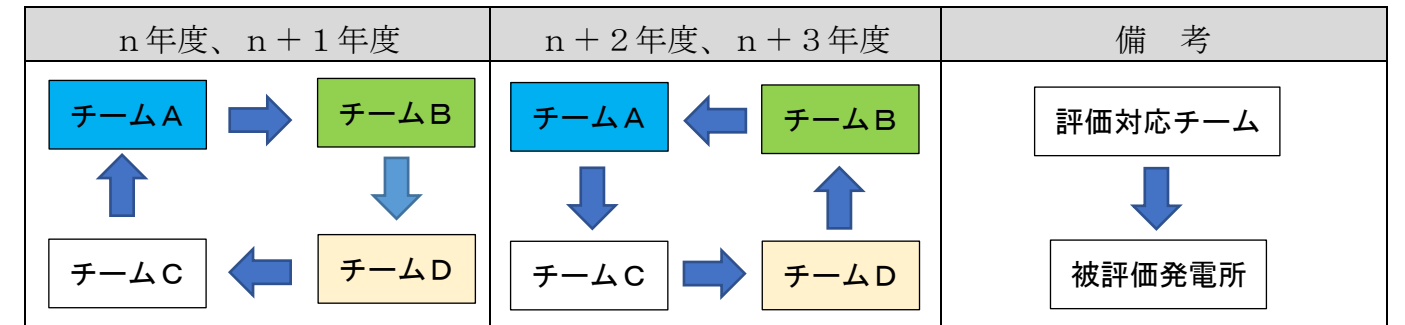 n年度、n+1年度
n+2年度、n+3年度
備 考
チームA
チームB
チームC
チームD
チームA
チームB
チームC
チームD
評価対応チーム
被評価発電所